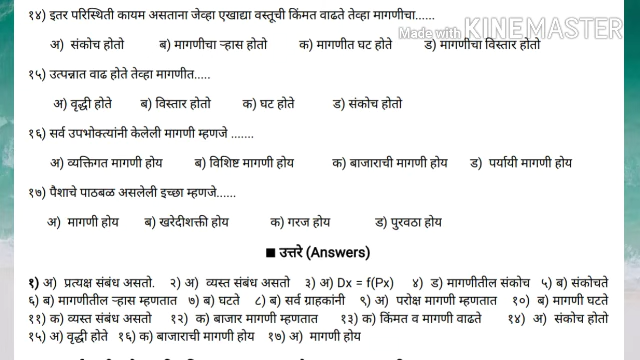 १४) इतर परिस्थिती कायम असताना जेव्हा एखाद्या वस्तूची किंमत वाढते तेव्हा मागणीचा......
Made with KINEMASTER
अ) संकोच होतो ब) मागणीचा ऱ्हास होतो क) मागणीत घट होते ड) मागणीचा विस्तार होतो
१५) उत्पन्नात वाढ होते तेव्हा मागणीत.....
अ) वृद्धी होते ब) विस्तार होतो क) घट होते ड) संकोच होतो
१६) सर्व उपभोक्त्यांनी केलेली मागणी म्हणजे .......
अ) व्यक्तिगत मागणी होय ब) विशिष्ट मागणी होय क) बाजाराची मागणी होय ड) पर्यायी मागणी होय
१७) पैशाचे पाठबळ असलेली इच्छा म्हणजे......
अ) मागणी होय ब) खरेदीशक्ती होय क) गरज होय ड) पुरवठा होय
■ उत्तरे (Answers)
१) अ) प्रत्यक्ष संबंध असतो. २) अ) व्यस्त संबंध असतो ३) अ) Dx = f(Px) ४) ड) मागणीतील संकोच ५) ब) संकोचते
६) ब) मागणीतील ऱ्हास म्हणतात ७) ब) घटते ८) ब) सर्व ग्राहकांनी ९) अ) परोक्ष मागणी म्हणतात १०) ब) मागणी घटते
११) क) व्यस्त संबंध असतो १२) क) बाजार मागणी म्हणतात १३) क) किंमत व मागणी वाढते १४) अ) संकोच होतो
१५) अ) वृद्धी होते १६) क) बाजाराची मागणी होय १७) अ) मागणी होय